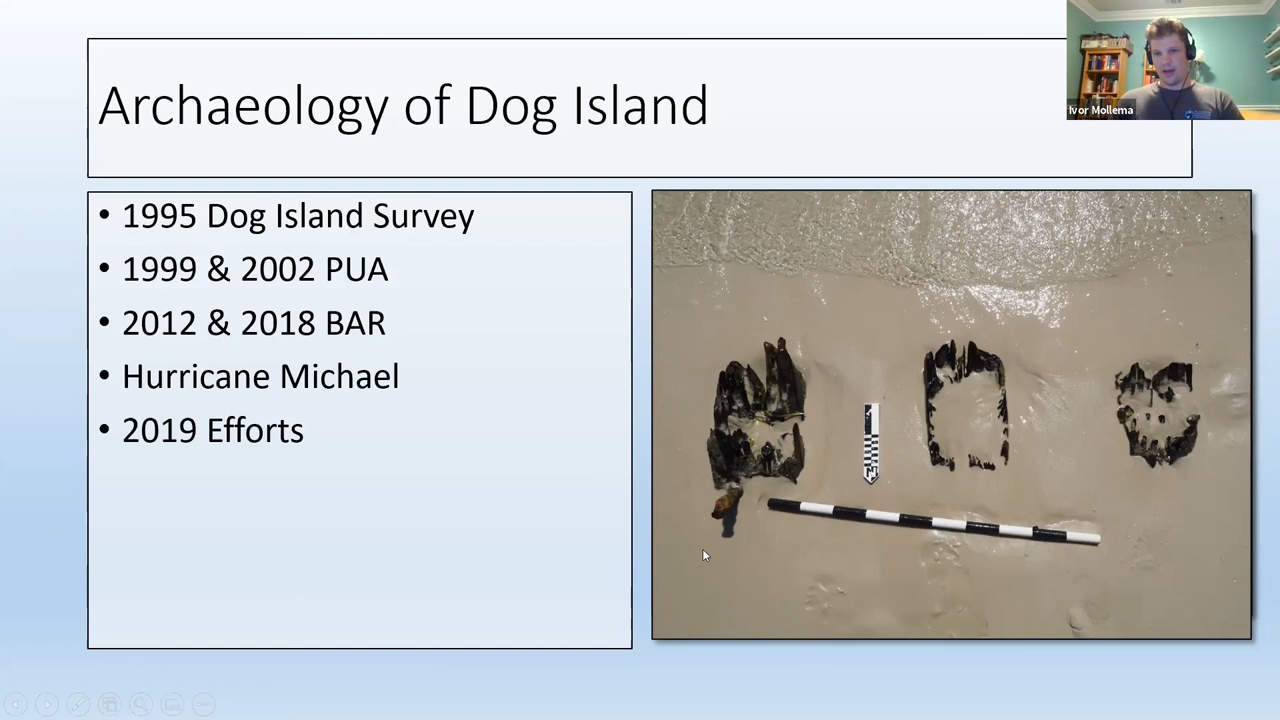 Archaeology of Dog Island
Ivor Mollema
• 1995 Dog Island Survey
• 1999 & 2002 PUA
• 2012 & 2018 BAR
• Hurricane Michael
• 2019 Efforts